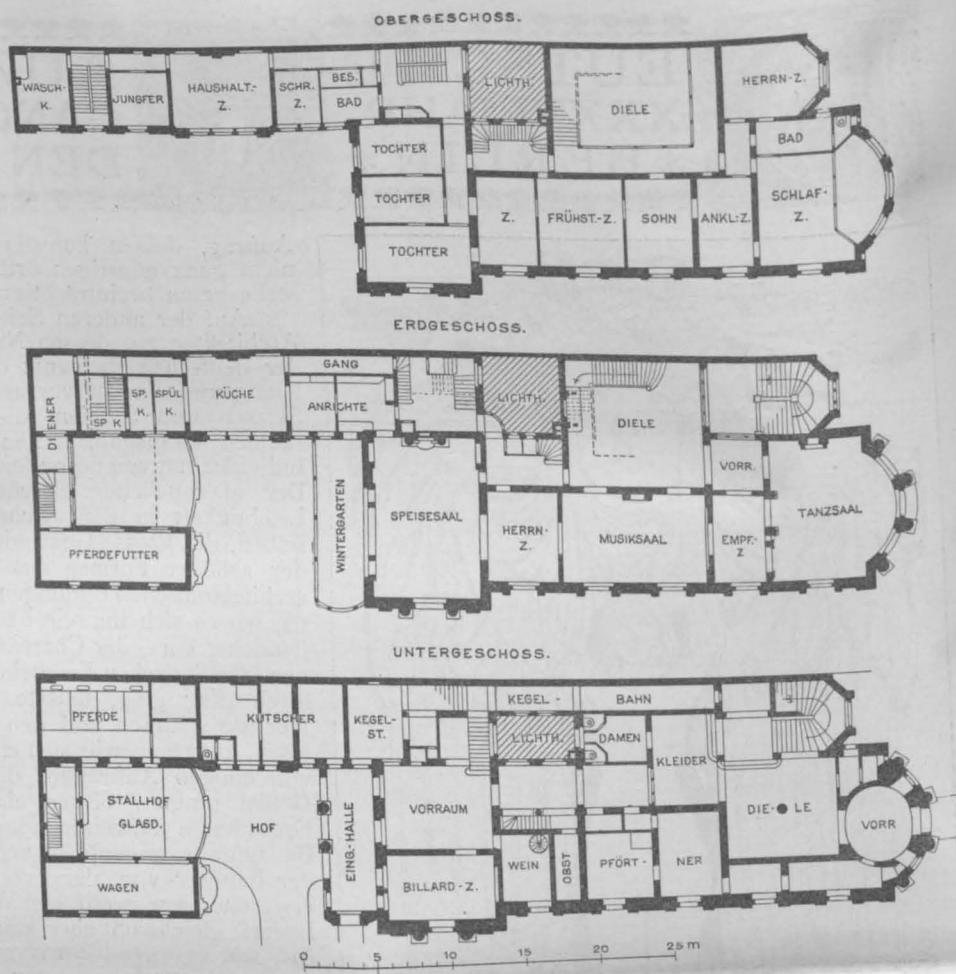 OBERGESCHOSS.
WASCH-
K.
JUNGFER
HAUSHALT.-
Z.
SCHR.
Z.
BES.
BAD
LICHTH.
DIELE
HERRN-Z.
BAD
TOCHTER
TOCHTER
TOCHTER
Z.
FRÜHST.-Z.
SOHN
ANKL-Z.
SCHLAF-
Z.
ERDGESCHOSS.
DIENER
SP K.
SP.
K.
SPÜL
K.
KÜCHE
GANG
ANRICHTE
LICHTH.
DIELE
VORR.
TANZSAAL
PFERDEFUTTER
WINTERGARTEN
SPEISESAAL
HERRN-
Z.
MUSIKSAAL
EMPF.-
Z
UNTERGESCHOSS.
PFERDE
KUTSCHER
KEGEL-
ST.
KEGEL-BAHN
LICHTH.
DAMEN
KLEIDER
STALLHOF
GLASD.
HOF
EING.-HALLE
VORRAUM
DIE-LE
VORR
WAGEN
BILLARD-Z.
WEIN
OBST
PFÖRT-NER
0 5 10 15 20 25 m